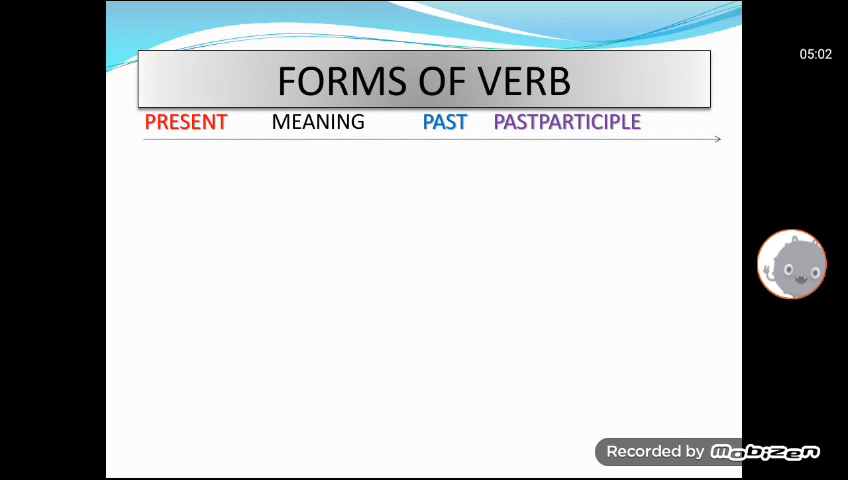 05:02
FORMS OF VERB
PRESENT MEANING PAST PASTPARTICIPLE
Recorded by mobizen